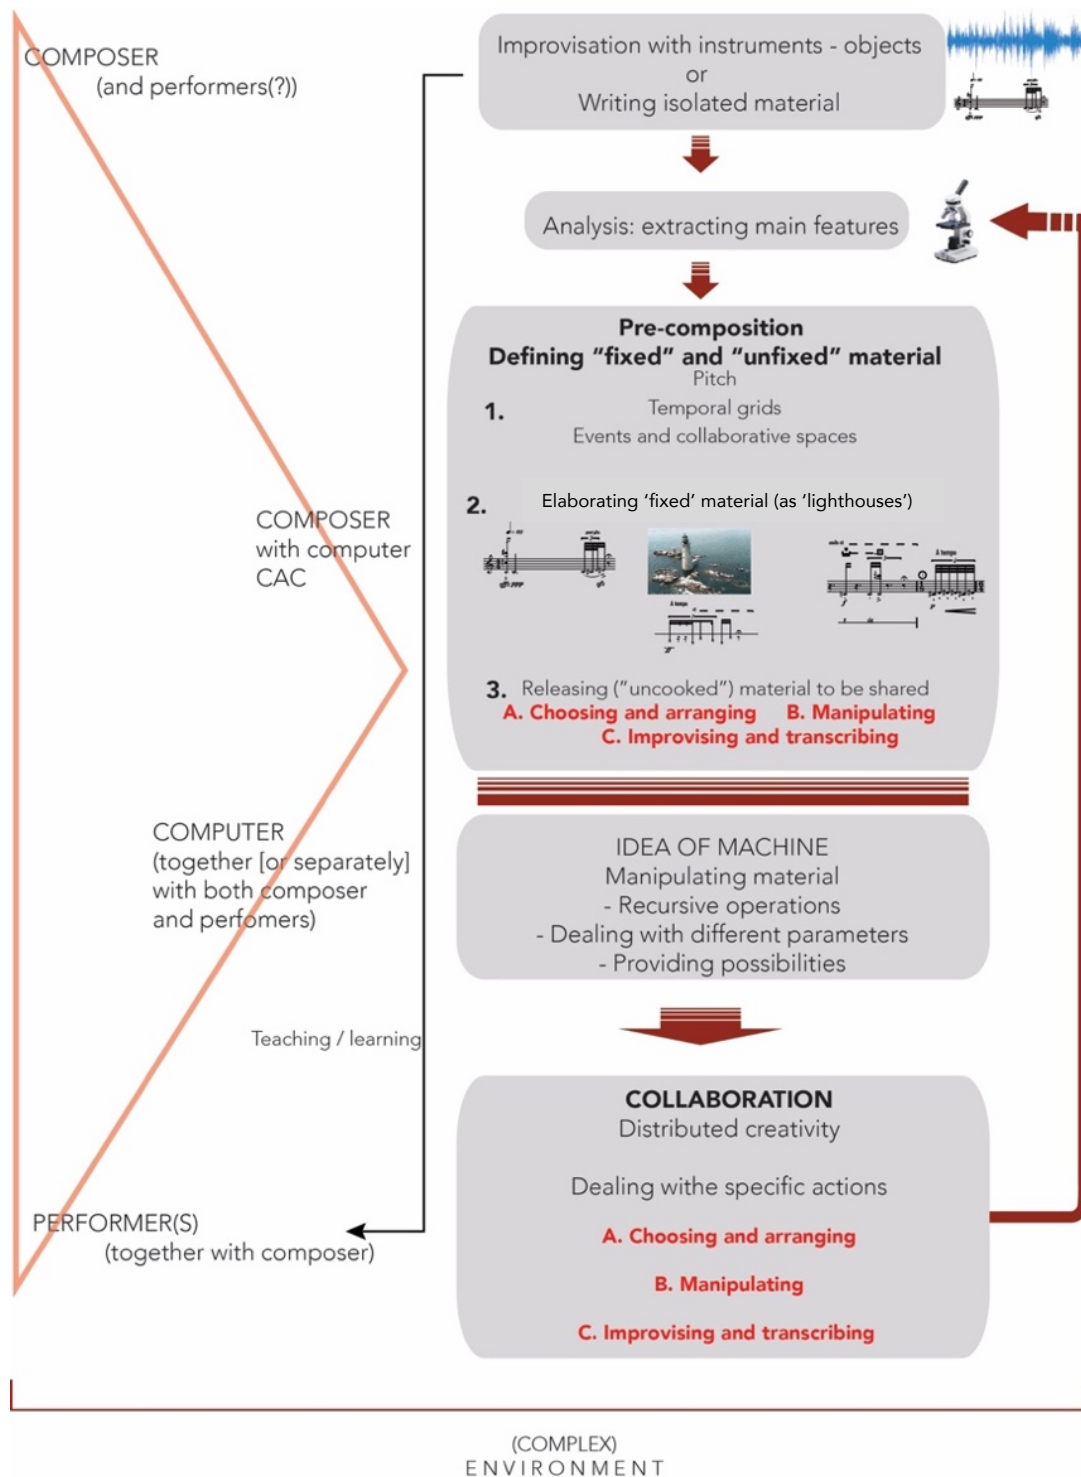 COMPOSER
(and performers(?))
Improvisation with instruments - objects
or
Writing isolated material
Analysis: extracting main features
Pre-composition
Defining “fixed” and “unfixed” material
Pitch
1.
Temporal grids
Events and collaborative spaces
2.
Elaborating ‘fixed’ material (as ‘lighthouses’)
COMPOSER
with computer
CAC
A tempo
A tempo
3. Releasing (”uncooked”) material to be shared
A. Choosing and arranging B. Manipulating
C. Improvising and transcribing
COMPUTER
(together [or separately]
with both composer
and perfomers)
IDEA OF MACHINE
Manipulating material
- Recursive operations
- Dealing with different parameters
- Providing possibilities
Teaching / learning
COLLABORATION
Distributed creativity
Dealing withe specific actions
A. Choosing and arranging
B. Manipulating
C. Improvising and transcribing
PERFORMER(S)
(together with composer)
(COMPLEX)
ENVIRONMENT